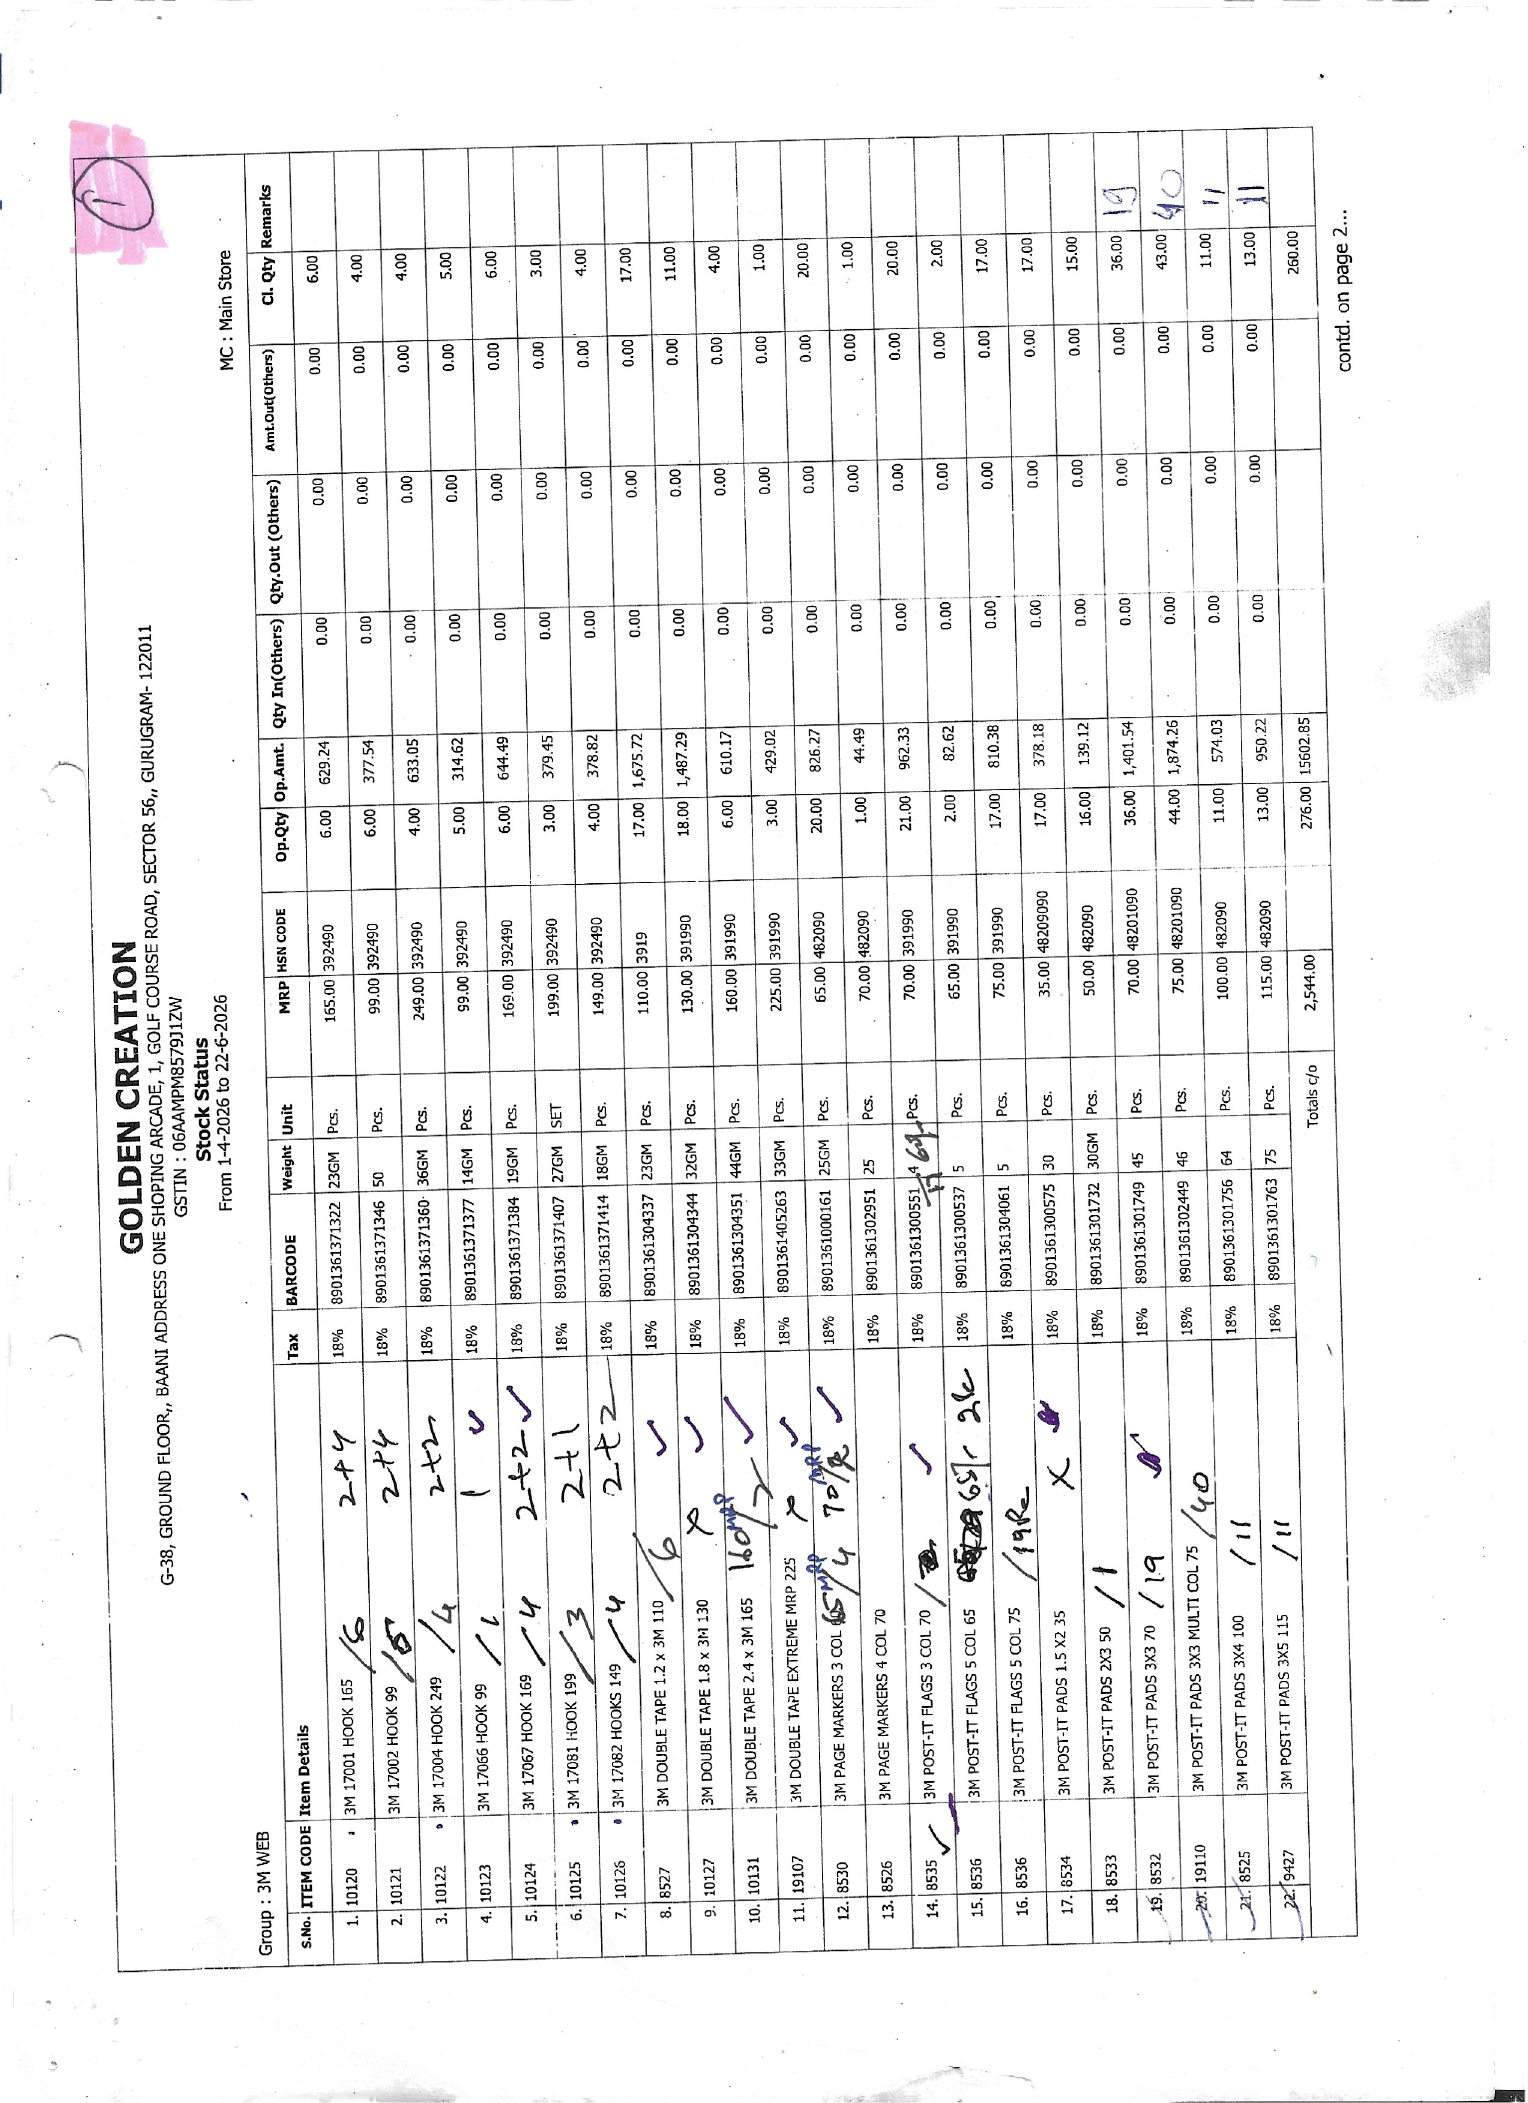 1
GOLDEN CREATION
G-38, GROUND FLOOR,, BAANI ADDRESS ONE SHOPING ARCADE, 1, GOLF COURSE ROAD, SECTOR 56,, GURUGRAM- 122011
GSTIN : 06AAMPM8579J1ZW
Stock Status
From 1-4-2026 to 22-6-2026
MC : Main Store
Group : 3M WEB
S.No. ITEM CODE Item Details Tax BARCODE Weight Unit MRP HSN CODE Op.Qty Op.Amt. Qty In(Others) Qty.Out (Others) Amt.Out(Others) Cl. Qty Remarks
1. 10120 3M 17001 HOOK 165 /6 2+4 18% 8901361371322 23GM Pcs. 165.00 392490 6.00 629.24 0.00 0.00 0.00 6.00
2. 10121 3M 17002 HOOK 99 2+4 18% 8901361371346 50 Pcs. 99.00 392490 6.00 377.54 0.00 0.00 0.00 4.00
3. 10122 3M 17004 HOOK 249 /4 2+2 18% 8901361371360 36GM Pcs. 249.00 392490 4.00 633.05 0.00 0.00 0.00 4.00
4. 10123 3M 17066 HOOK 99 /1 1 18% 8901361371377 14GM Pcs. 99.00 392490 5.00 314.62 0.00 0.00 0.00 5.00
5. 10124 3M 17067 HOOK 169 /4 2+2 ✓ 18% 8901361371384 19GM Pcs. 169.00 392490 6.00 644.49 0.00 0.00 0.00 6.00
6. 10125 3M 17081 HOOK 199 /3 2+1 18% 8901361371407 27GM SET 199.00 392490 3.00 379.45 0.00 0.00 0.00 3.00
7. 10126 3M 17082 HOOKS 149 /4 2+2 18% 8901361371414 18GM Pcs. 149.00 392490 4.00 378.82 0.00 0.00 0.00 4.00
8. 8527 3M DOUBLE TAPE 1.2 x 3M 110 /6 ✓ 18% 8901361304337 23GM Pcs. 110.00 3919 17.00 1,675.72 0.00 0.00 0.00 17.00
9. 10127 3M DOUBLE TAPE 1.8 x 3M 130 x ✓ 18% 8901361304344 32GM Pcs. 130.00 391990 18.00 1,487.29 0.00 0.00 0.00 11.00
10. 10131 3M DOUBLE TAPE 2.4 x 3M 165 160 MRP /2 ✓ 18% 8901361304351 44GM Pcs. 160.00 391990 6.00 610.17 0.00 0.00 0.00 4.00
11. 19107 3M DOUBLE TAPE EXTREME MRP 225 x ✓ 18% 8901361405263 33GM Pcs. 225.00 391990 3.00 429.02 0.00 0.00 0.00 1.00
12. 8530 3M PAGE MARKERS 3 COL 65 MRP /4 70 MRP ✓ 18% 8901361000161 25GM Pcs. 65.00 482090 20.00 826.27 0.00 0.00 0.00 20.00
13. 8526 3M PAGE MARKERS 4 COL 70 18% 8901361302951 25 Pcs. 70.00 482090 1.00 44.49 0.00 0.00 0.00 1.00
14. 8535 ✓ 3M POST-IT FLAGS 3 COL 70 ✓ 18% 8901361300551 4 Pcs. 70.00 391990 21.00 962.33 0.00 0.00 0.00 20.00
15. 8536 3M POST-IT FLAGS 5 COL 65 18% 8901361300537 5 Pcs. 65.00 391990 2.00 82.62 0.00 0.00 0.00 2.00
16. 8536 3M POST-IT FLAGS 5 COL 75 18% 8901361304061 5 Pcs. 75.00 391990 17.00 810.38 0.00 0.00 0.00 17.00
17. 8534 3M POST-IT PADS 1.5 X2 35 x 18% 8901361300575 30 Pcs. 35.00 48209090 17.00 378.18 0.00 0.00 0.00 17.00
18. 8533 3M POST-IT PADS 2X3 50 /1 18% 8901361301732 30GM Pcs. 50.00 482090 16.00 139.12 0.00 0.00 0.00 15.00
19. 8532 3M POST-IT PADS 3X3 70 /19 18% 8901361301749 45 Pcs. 70.00 48201090 36.00 1,401.54 0.00 0.00 0.00 36.00 19
20. 19110 3M POST-IT PADS 3X3 MULTI COL 75 /40 18% 8901361302449 46 Pcs. 75.00 48201090 44.00 1,874.26 0.00 0.00 0.00 43.00 40
21. 8525 3M POST-IT PADS 3X4 100 /11 18% 8901361301756 64 Pcs. 100.00 482090 11.00 574.03 0.00 0.00 0.00 11.00 11
22. 9427 3M POST-IT PADS 3X5 115 /11 18% 8901361301763 75 Pcs. 115.00 482090 13.00 950.22 0.00 0.00 0.00 13.00 11
Totals c/o 2,544.00 276.00 15602.85 260.00
contd. on page 2...